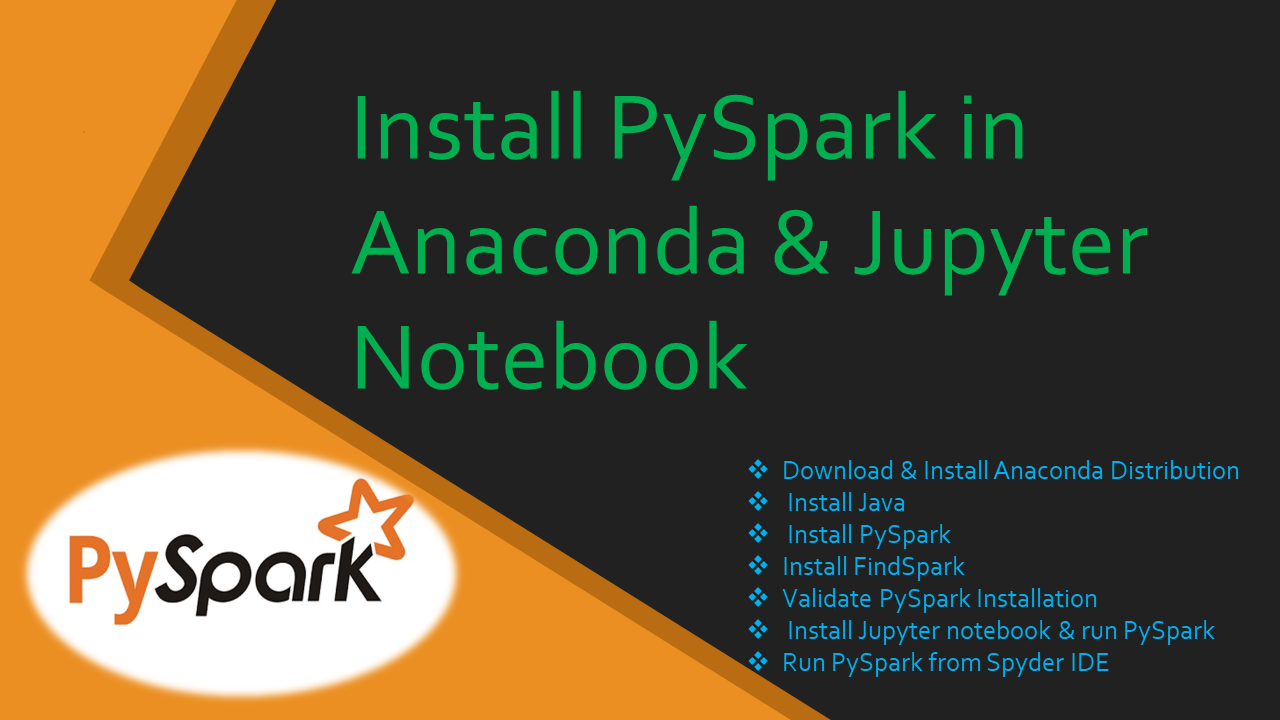 Install PySpark in
Anaconda & Jupyter
Notebook
Download & Install Anaconda Distribution
Install Java
Install PySpark
Install FindSpark
Validate PySpark Installation
Install Jupyter notebook & run PySpark
Run PySpark from Spyder IDE
PySpark